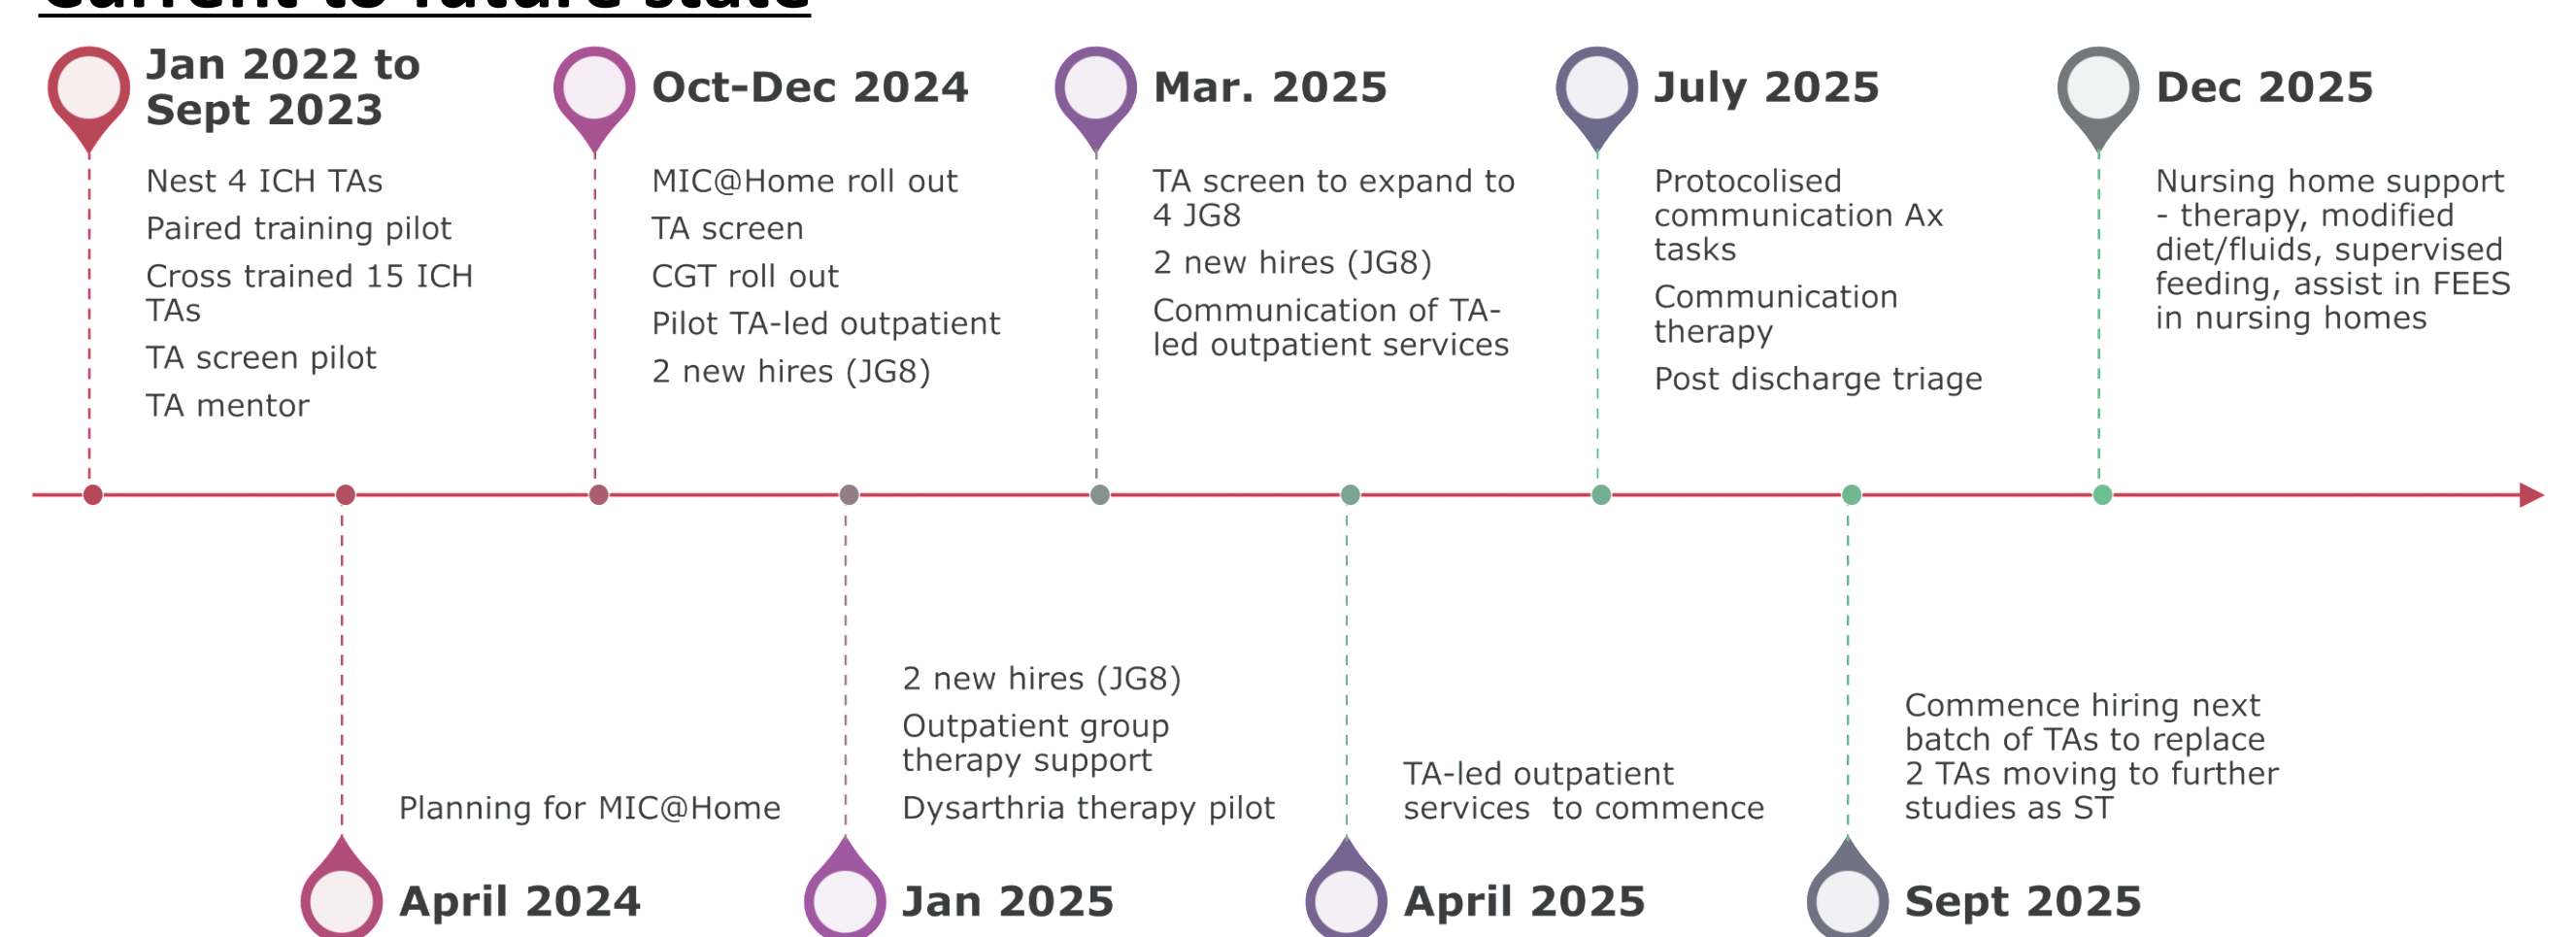 Current to future state
Jan 2022 to
Sept 2023
Nest 4 ICH TAs
Paired training pilot
Cross trained 15 ICH
TAs
TA screen pilot
TA mentor
Oct-Dec 2024
MIC@Home roll out
TA screen
CGT roll out
Pilot TA-led outpatient
2 new hires (JG8)
Mar. 2025
TA screen to expand to
4 JG8
2 new hires (JG8)
Communication of TA-
led outpatient services
July 2025
Protocolised
communication Ax
tasks
Communication
therapy
Post discharge triage
Dec 2025
Nursing home support
- therapy, modified
diet/fluids, supervised
feeding, assist in FEES
in nursing homes
Planning for MIC@Home
April 2024
2 new hires (JG8)
Outpatient group
therapy support
Dysarthria therapy pilot
Jan 2025
TA-led outpatient
services  to commence
April 2025
Commence hiring next
batch of TAs to replace
2 TAs moving to further
studies as ST
Sept 2025